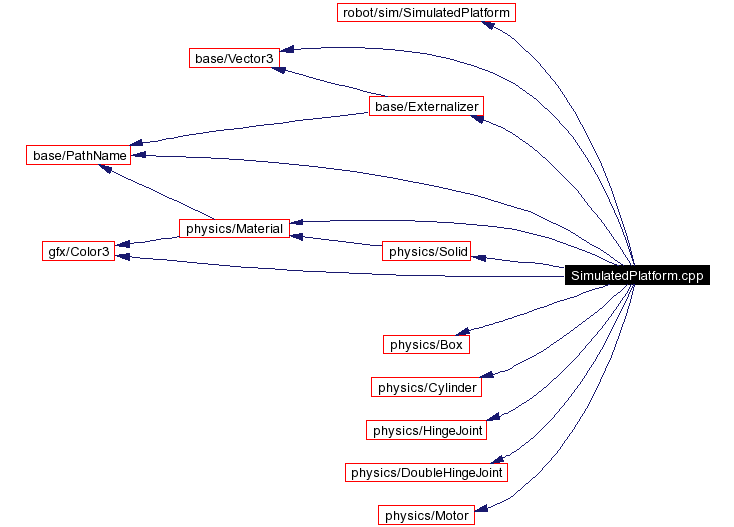 robot/sim/SimulatedPlatform
base/Vector3
base/Externalizer
base/PathName
physics/Material
gfx/Color3
physics/Solid
SimulatedPlatform.cpp
physics/Box
physics/Cylinder
physics/HingeJoint
physics/DoubleHingeJoint
physics/Motor